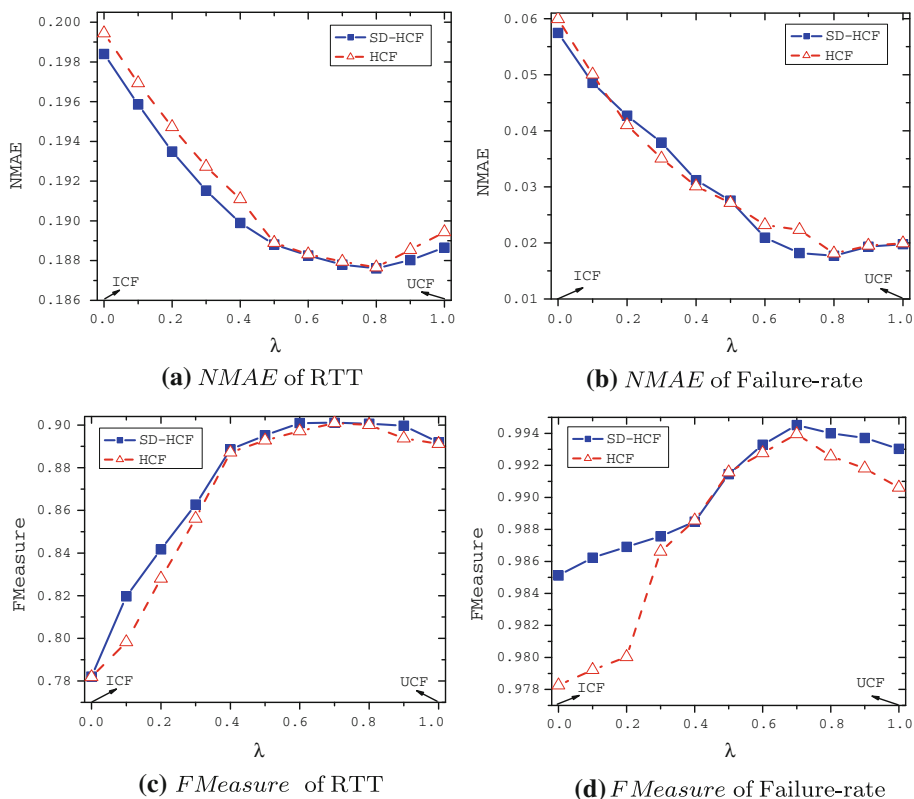 0.200
0.198
0.196
0.194
0.192
0.190
0.188
0.186
NMAE
SD-HCF
HCF
ICF
UCF
0.0 0.2 0.4 0.6 0.8 1.0
λ
(a) NMAE of RTT
0.06
0.05
0.04
0.03
0.02
0.01
NMAE
SD-HCF
HCF
ICF
UCF
0.0 0.2 0.4 0.6 0.8 1.0
λ
(b) NMAE of Failure-rate
0.90
0.88
0.86
0.84
0.82
0.80
0.78
FMeasure
SD-HCF
HCF
ICF
UCF
0.0 0.2 0.4 0.6 0.8 1.0
λ
(c) FMeasure of RTT
0.994
0.992
0.990
0.988
0.986
0.984
0.982
0.980
0.978
FMeasure
SD-HCF
HCF
ICF
UCF
0.0 0.2 0.4 0.6 0.8 1.0
λ
(d) FMeasure of Failure-rate